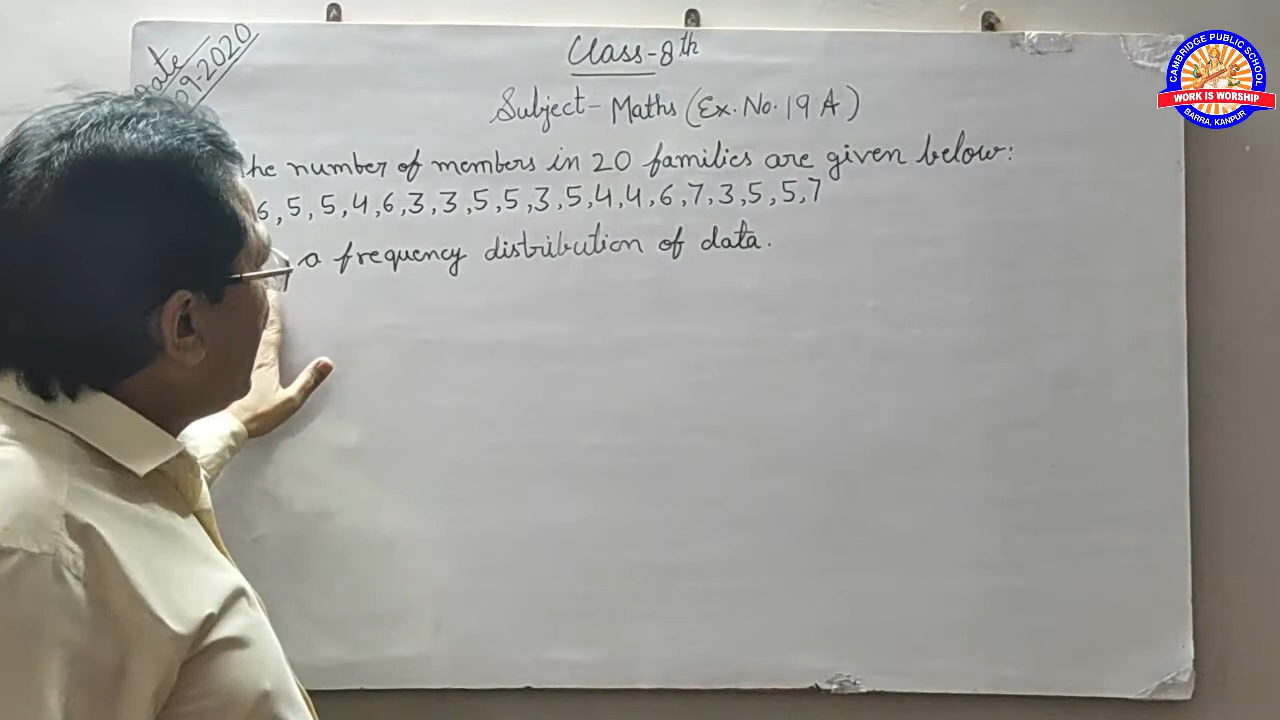 Date
09.2020
Class-8th
Subject- Maths (Ex. No. 19 A)
The number of members in 20 families are given below:
6, 5, 5, 4, 6, 3, 3, 5, 5, 3, 5, 4, 4, 6, 7, 3, 5, 5, 7
a frequency distribution of data.
CAMBRIDGE PUBLIC SCHOOL
WORK IS WORSHIP
BARRA, KANPUR